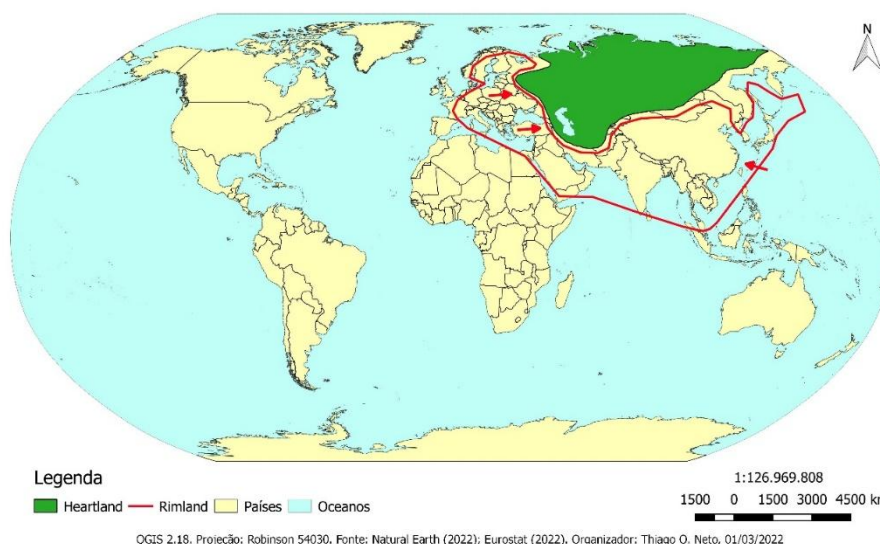 N
Legenda
Heartland Rimland Países Oceanos
1:126.969.808
1500 0 1500 3000 4500 km
QGIS 2.18. Projeção: Robinson 54030. Fonte: Natural Earth (2022); Eurostat (2022). Organizador: Thiago O. Neto. 01/03/2022